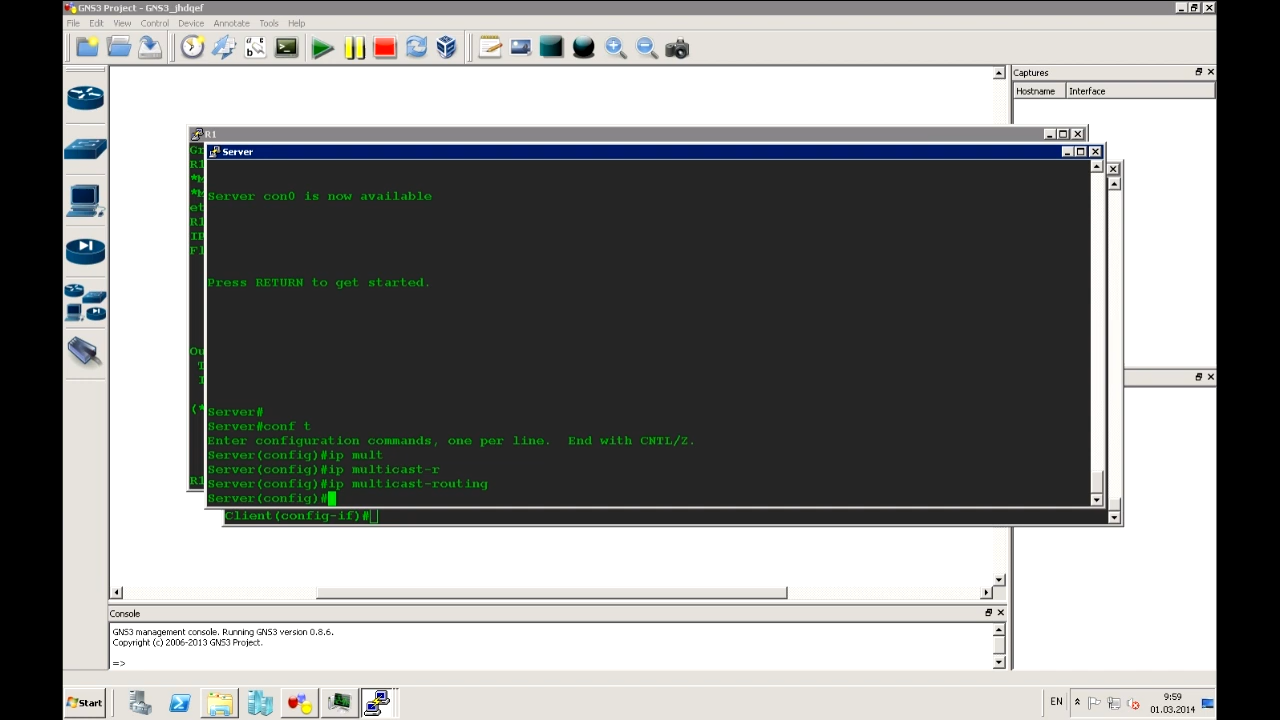 GNS3 Project - GNS3_jhdqef
File Edit View Control Device Annotate Tools Help
Captures
Hostname Interface
R1
Server
Server con0 is now available
Press RETURN to get started.
Server#
Server#conf t
Enter configuration commands, one per line. End with CNTL/Z.
Server(config)#ip mult
Server(config)#ip multicast-r
Server(config)#ip multicast-routing
Server(config)#
Client(config-if)#
Console
GNS3 management console. Running GNS3 version 0.8.6.
Copyright (c) 2006-2013 GNS3 Project.
=>
Start
EN
9:59
01.03.2014